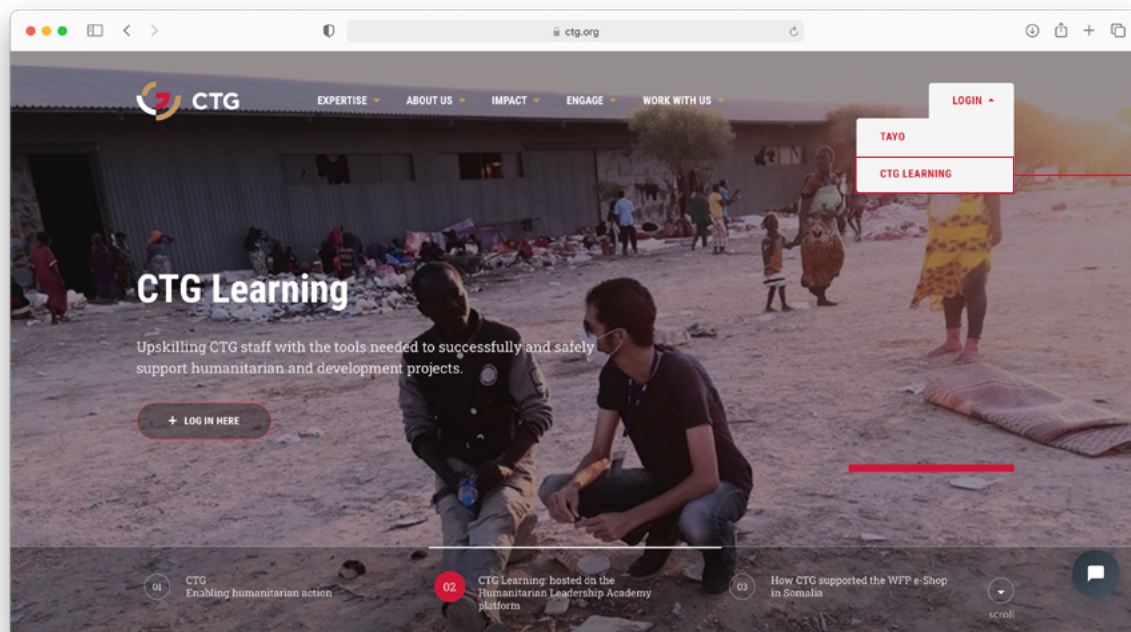 ctg.org
CTG
EXPERTISE
ABOUT US
IMPACT
ENGAGE
WORK WITH US
LOGIN
TAYO
CTG LEARNING
CTG Learning
Upskilling CTG staff with the tools needed to successfully and safely
support humanitarian and development projects.
+ LOG IN HERE
01
CTG
Enabling humanitarian action
02
CTG Learning: hosted on the
Humanitarian Leadership Academy
platform
03
How CTG supported the WFP e-Shop
in Somalia
scroll